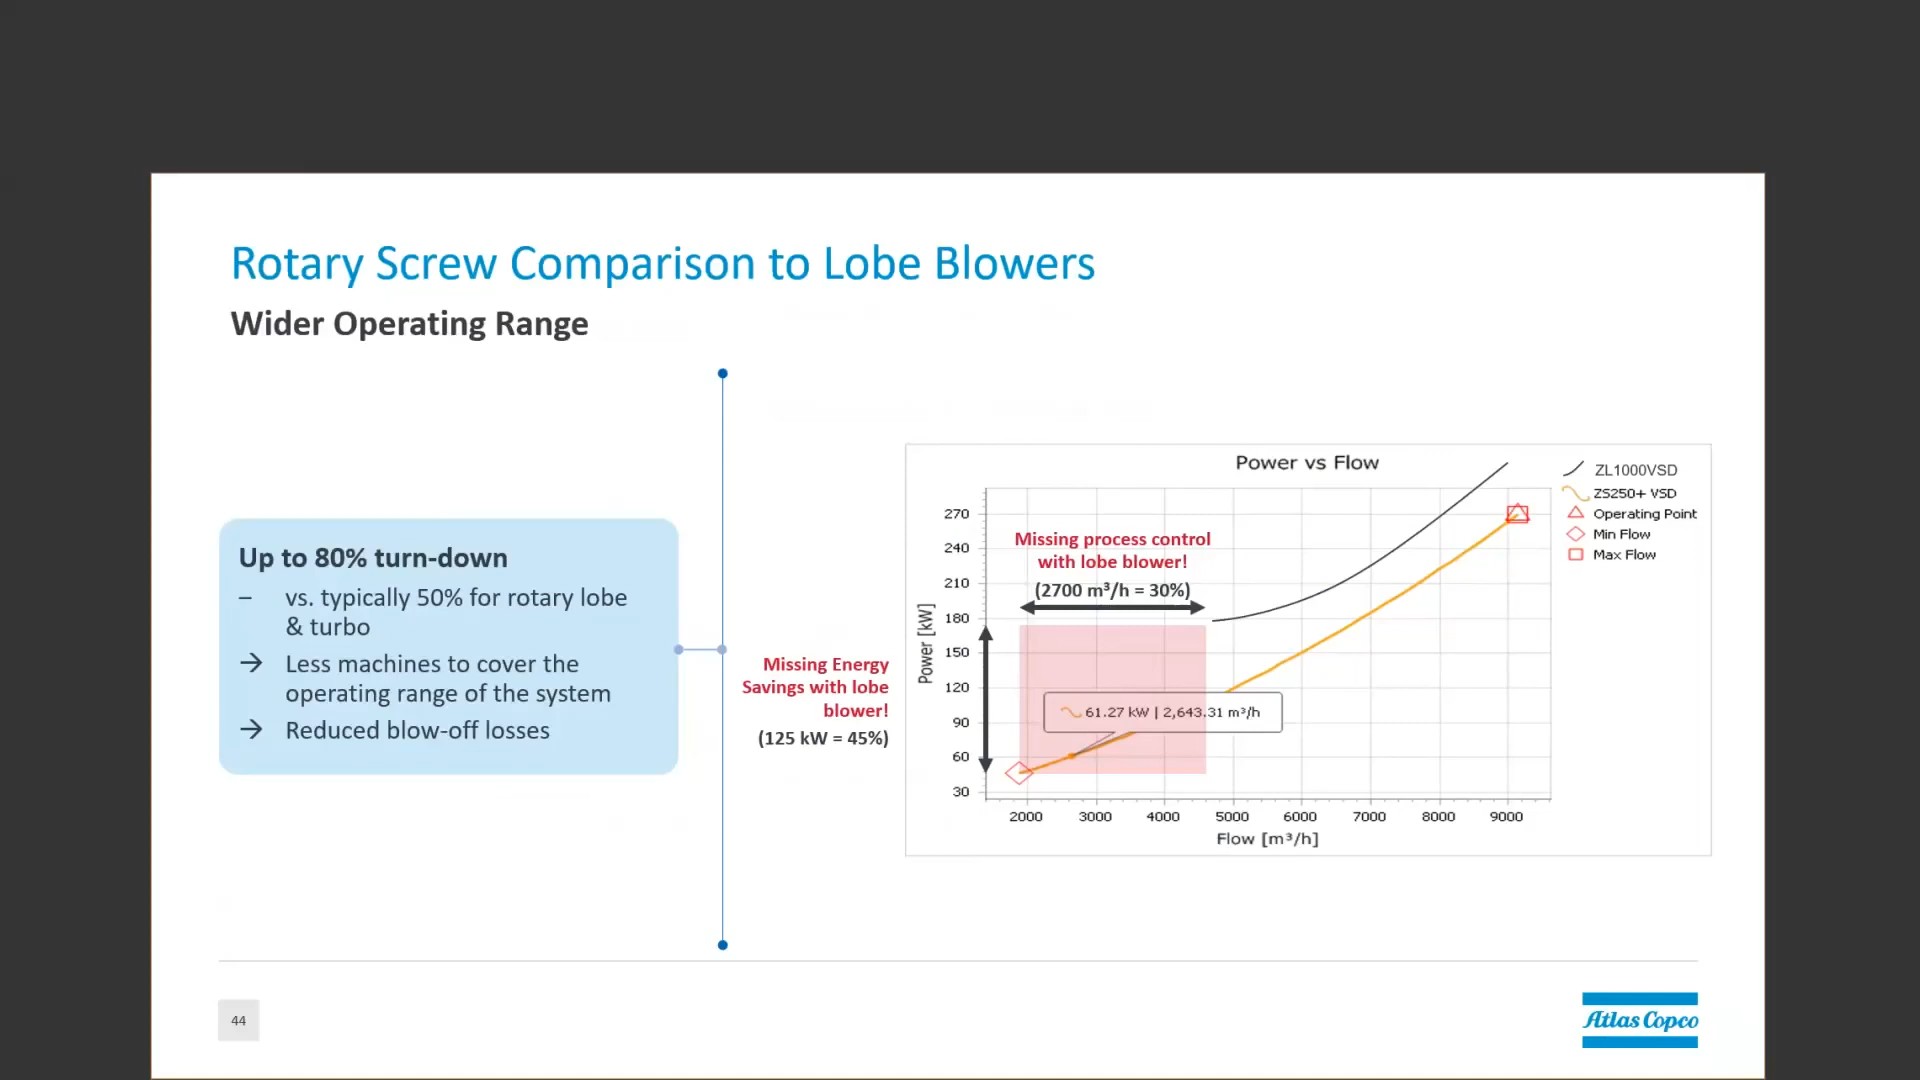 Rotary Screw Comparison to Lobe Blowers
Wider Operating Range
Up to 80% turn-down
– vs. typically 50% for rotary lobe
& turbo
→ Less machines to cover the
operating range of the system
→ Reduced blow-off losses
Missing Energy
Savings with lobe
blower!
(125 kW = 45%)
Power vs Flow
Missing process control
with lobe blower!
(2700 m³/h = 30%)
61.27 kW | 2,643.31 m³/h
Power [kW]
270
240
210
180
150
120
90
60
30
2000 3000 4000 5000 6000 7000 8000 9000
Flow [m³/h]
ZL1000VSD
ZS250+ VSD
Operating Point
Min Flow
Max Flow
44
Atlas Copco